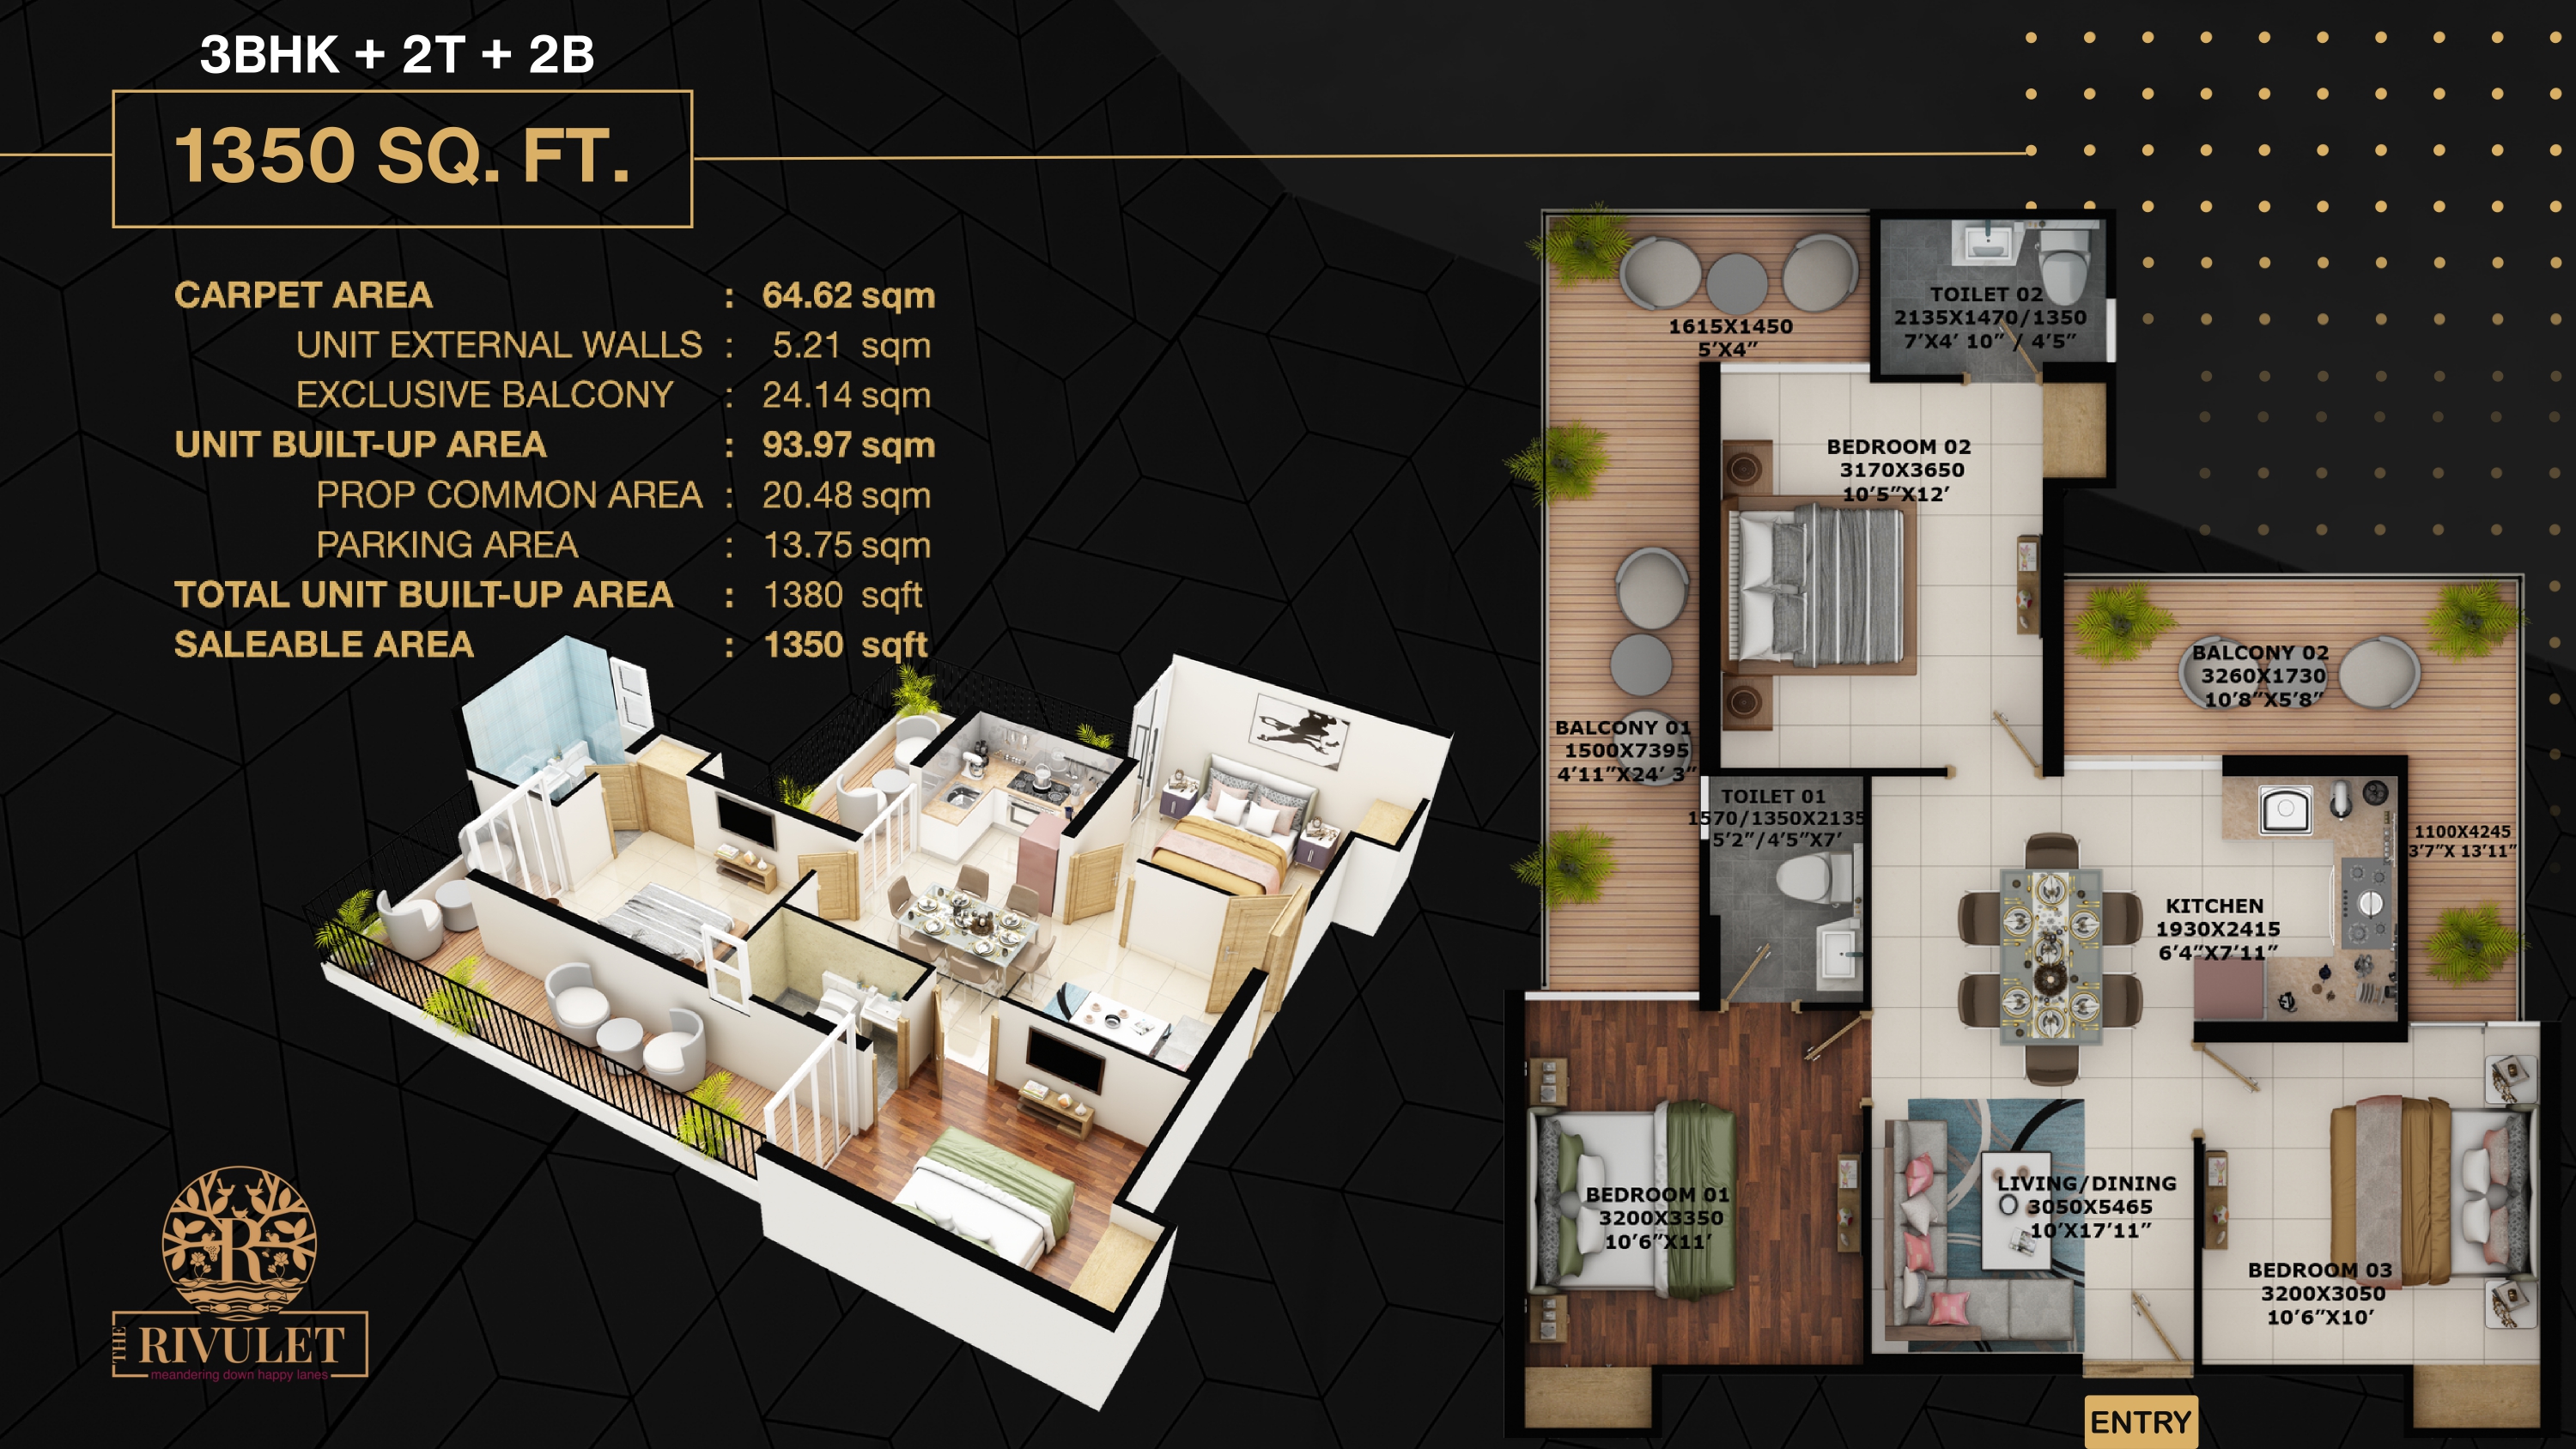 3BHK + 2T + 2B
1350 SQ. FT.
CARPET AREA : 64.62 sqm
UNIT EXTERNAL WALLS : 5.21 sqm
EXCLUSIVE BALCONY : 24.14 sqm
UNIT BUILT-UP AREA : 93.97 sqm
PROP COMMON AREA : 20.48 sqm
PARKING AREA : 13.75 sqm
TOTAL UNIT BUILT-UP AREA : 1380 sqft
SALEABLE AREA : 1350 sqft
R
THE RIVULET
meandering down happy lanes
1615X1450
5'X4"
TOILET 02
2135X1470/1350
7'X4' 10" / 4'5"
BEDROOM 02
3170X3650
10'5"X12'
BALCONY 02
3260X1730
10'8"X5'8"
BALCONY 01
1500X7395
4'11"X24' 3"
TOILET 01
1570/1350X2135
5'2"/4'5"X7'
1100X4245
3'7"X 13'11"
KITCHEN
1930X2415
6'4"X7'11"
BEDROOM 01
3200X3350
10'6"X11'
LIVING/DINING
3050X5465
10'X17'11"
BEDROOM 03
3200X3050
10'6"X10'
ENTRY